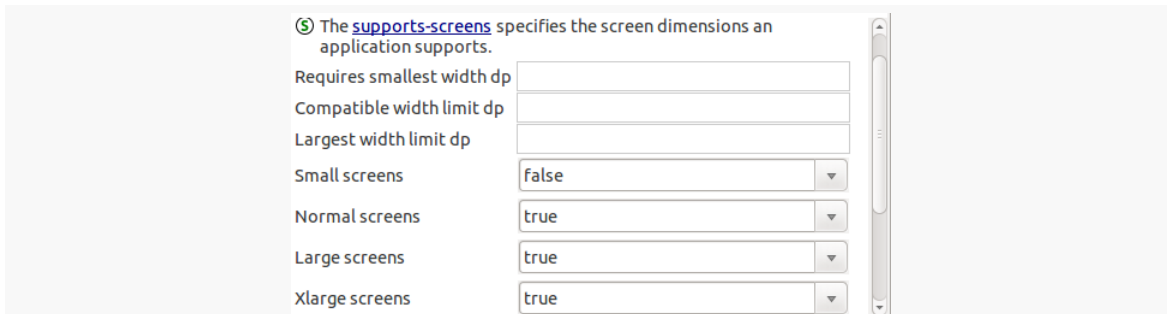 S The supports-screens specifies the screen dimensions an
application supports.
Requires smallest width dp
Compatible width limit dp
Largest width limit dp
Small screens false
Normal screens true
Large screens true
Xlarge screens true